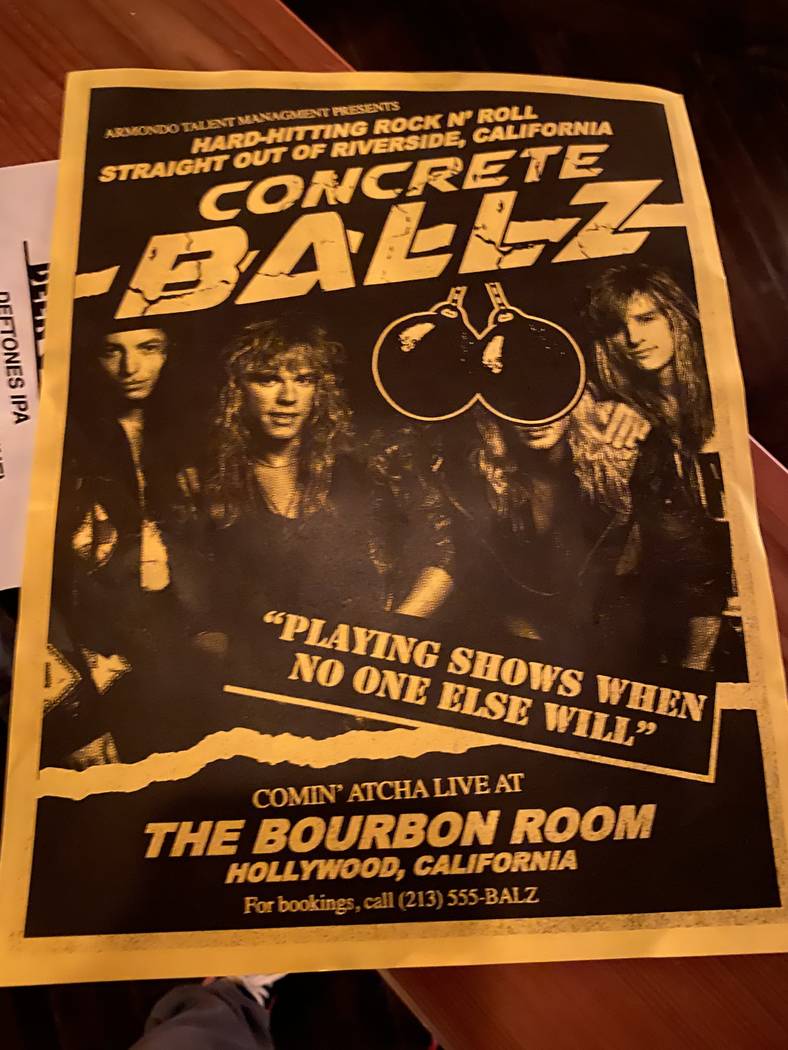 ARMONDO TALENT MANAGMENT PRESENTS
HARD-HITTING ROCK N' ROLL
STRAIGHT OUT OF RIVERSIDE, CALIFORNIA
CONCRETE
BALLZ
"PLAYING SHOWS WHEN
NO ONE ELSE WILL"
COMIN' ATCHA LIVE AT
THE BOURBON ROOM
HOLLYWOOD, CALIFORNIA
For bookings, call (213) 555-BALZ
DEFTONES IPA